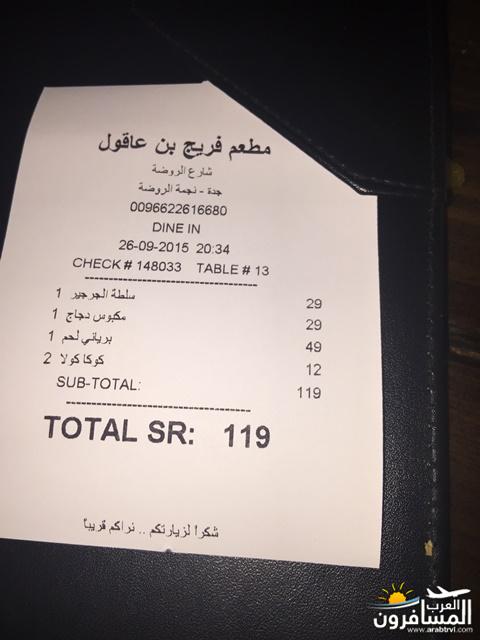 مطعم فريج بن عاقول
شارع الروضة
جدة - نجمة الروضة
0096622616680
DINE IN
26-09-2015 20:34
CHECK # 148033 TABLE # 13
1 سلطة الجرجير 29
1 مكبوس دجاج 29
1 برياني لحم 49
2 كوكا كولا 12
SUB-TOTAL: 119
TOTAL SR: 119
شكرا لزيارتكم .. نراكم قريباً
العرب
المسافرون
www.arabtrvl.com